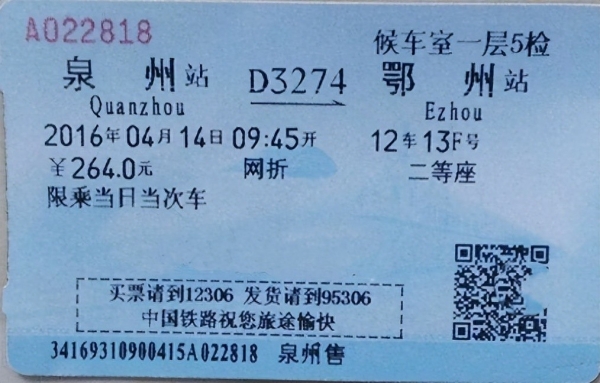 A022818
候车室一层5检
泉州站 D3274 鄂州站
Quanzhou Ezhou
2016年04月14日09:45开 12车13F号
¥264.0元 网折 二等座
限乘当日当次车
买票请到12306 发货请到95306
中国铁路祝您旅途愉快
34169310900415A022818 泉州售